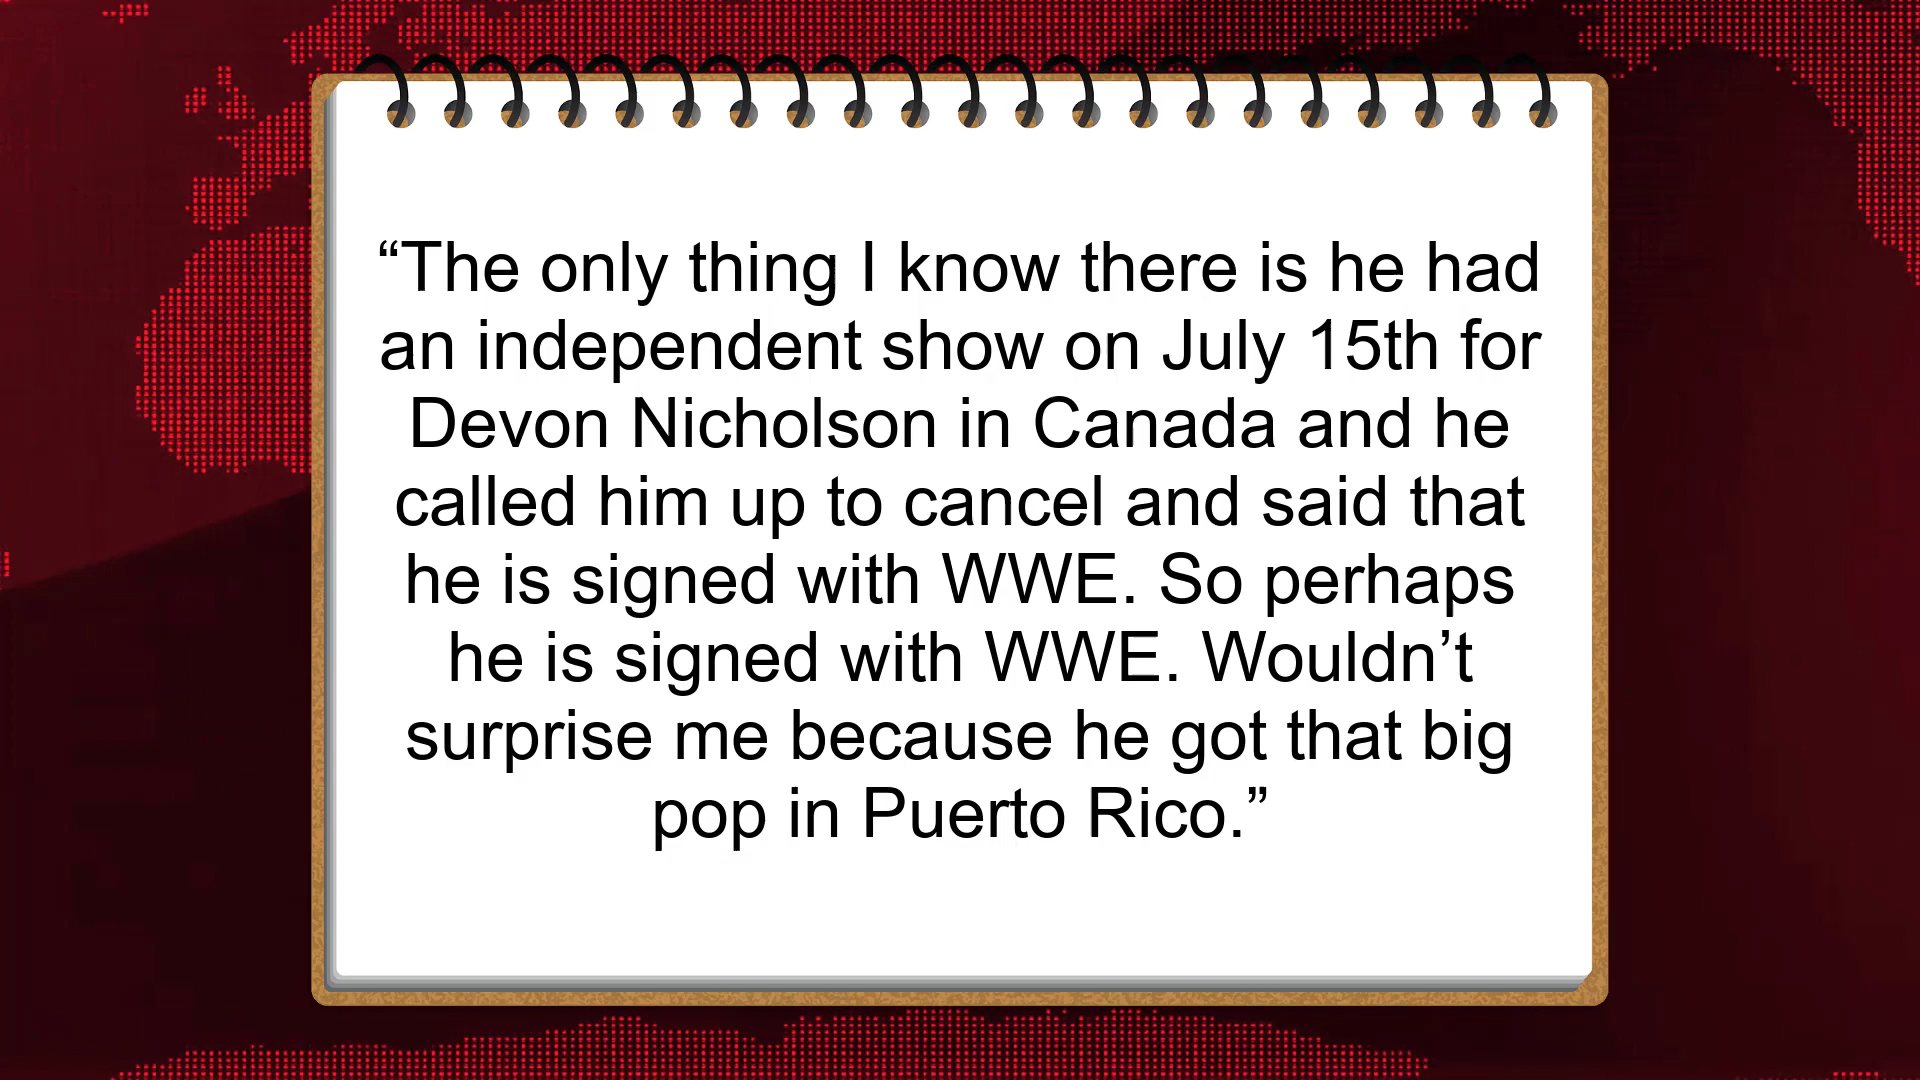 “The only thing I know there is he had
an independent show on July 15th for
Devon Nicholson in Canada and he
called him up to cancel and said that
he is signed with WWE. So perhaps
he is signed with WWE. Wouldn’t
surprise me because he got that big
pop in Puerto Rico.”